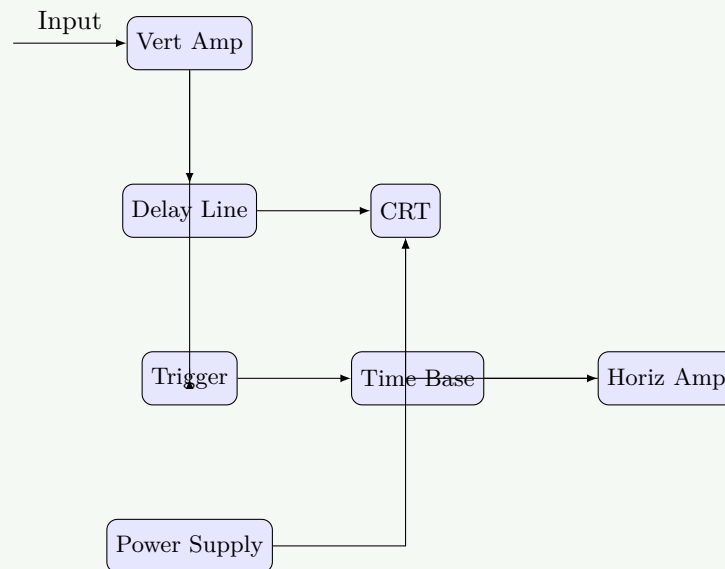 Input
Vert Amp
Delay Line
CRT
Trigger
Time Base
Horiz Amp
Power Supply